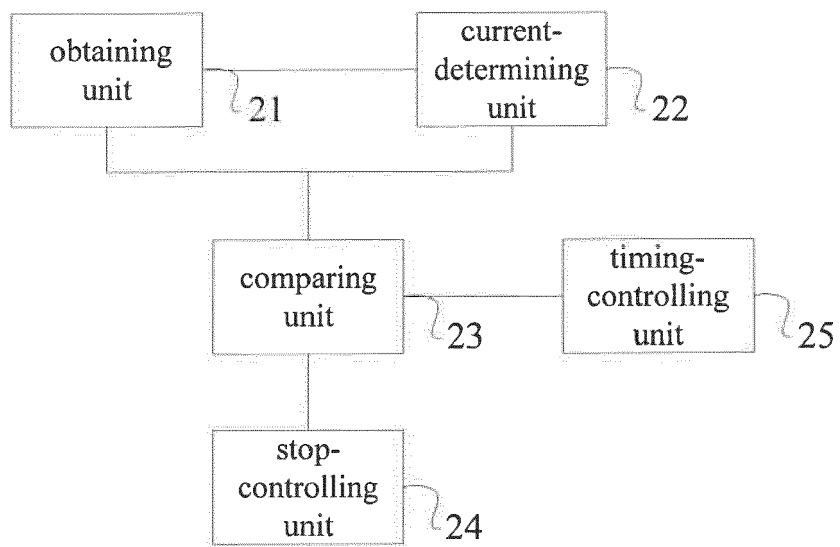 obtaining
unit
21
current-
determining
unit
22
comparing
unit
23
timing-
controlling
unit
25
stop-
controlling
unit
24